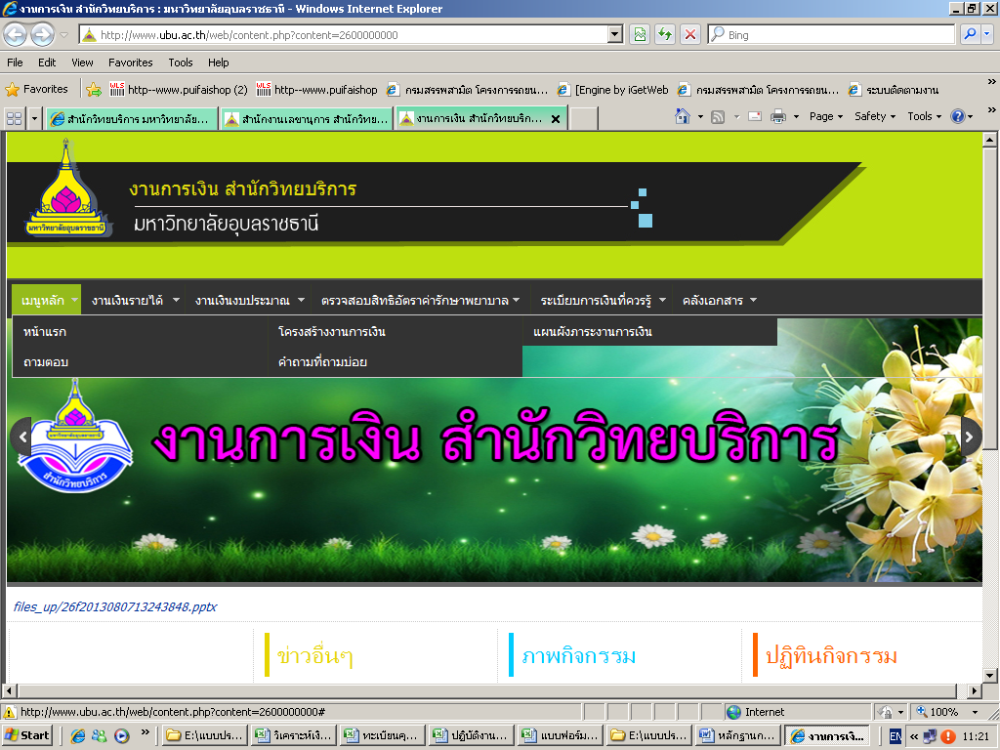 งานการเงิน สำนักวิทยบริการ : มหาวิทยาลัยอุบลราชธานี - Windows Internet Explorer
http://www.ubu.ac.th/web/content.php?content=2600000000
Bing
File Edit View Favorites Tools Help
Favorites http--www.puifaishop (2) http--www.puifaishop กรมสรรพสามิต โครงการรถยน... [Engine by iGetWeb กรมสรรพสามิต โครงการรถยน... ระบบติดตามงาน
สำนักวิทยบริการ มหาวิทยาลัย... สำนักงานเลขานุการ สำนักวิทย... งานการเงิน สำนักวิทยบริก... Page Safety Tools
งานการเงิน สำนักวิทยบริการ
มหาวิทยาลัยอุบลราชธานี
มหาวิทยาลัยอุบลราชธานี
เมนูหลัก งานเงินรายได้ งานเงินงบประมาณ ตรวจสอบสิทธิอัตราค่ารักษาพยาบาล ระเบียบการเงินที่ควรรู้ คลังเอกสาร
หน้าแรก โครงสร้างงานการเงิน แผนผังภาระงานการเงิน
ถามตอบ คำถามที่ถามบ่อย
งานการเงิน สำนักวิทยบริการ
มหาวิทยาลัยอุบลราชธานี
สำนักวิทยบริการ
files_up/26f2013080713243848.pptx
ข่าวอื่นๆ ภาพกิจกรรม ปฏิทินกิจกรรม
http://www.ubu.ac.th/web/content.php?content=2600000000# Internet 100%
Start E:\แบบปร... วิเคราะห์เงิ... ทะเบียนคุ... ปฏิบัติงาน... แบบฟอร์ม... E:\แบบปร... หลักฐานก... งานการเงิ... EN 11:21